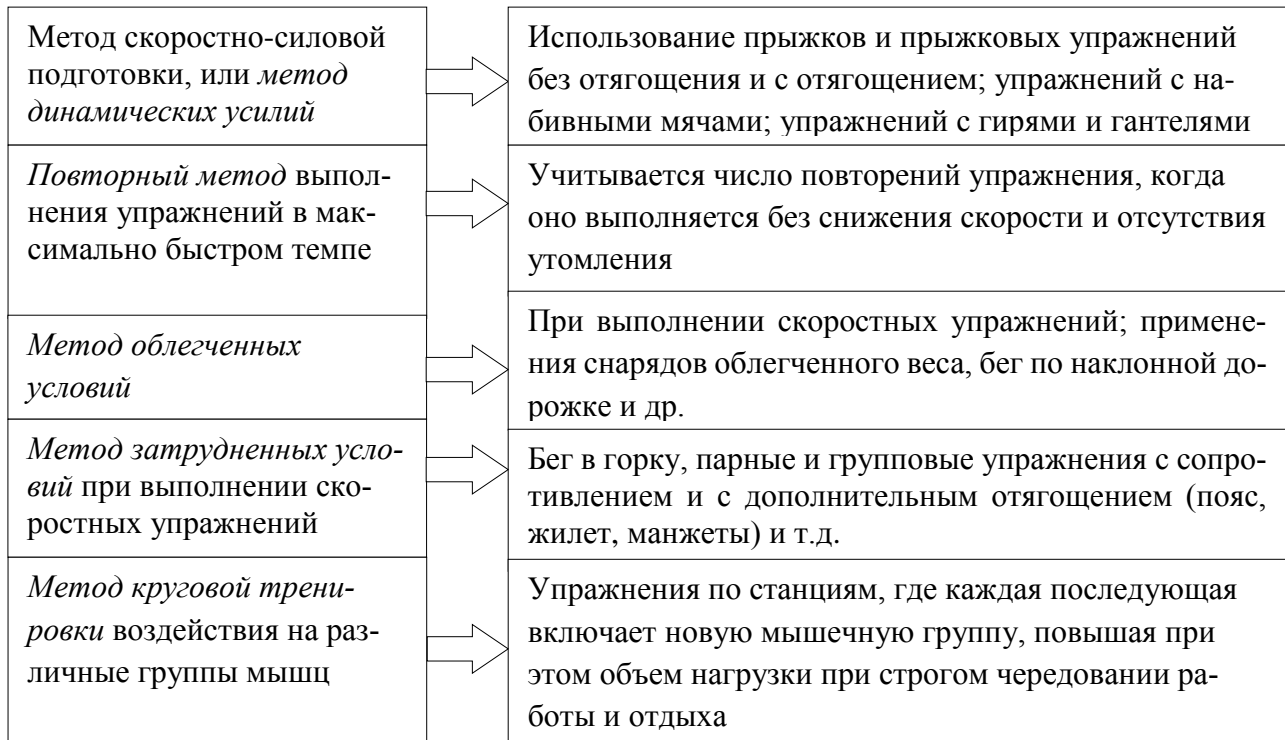 Метод скоростно-силовой
подготовки, или метод
динамических усилий
Использование прыжков и прыжковых упражнений
без отягощения и с отягощением; упражнений с на-
бивными мячами; упражнений с гирями и гантелями
Повторный метод выпол-
нения упражнений в мак-
симально быстром темпе
Учитывается число повторений упражнения, когда
оно выполняется без снижения скорости и отсутствия
утомления
Метод облегченных
условий
При выполнении скоростных упражнений; примене-
ния снарядов облегченного веса, бег по наклонной до-
рожке и др.
Метод затрудненных усло-
вий при выполнении ско-
ростных упражнений
Бег в горку, парные и групповые упражнения с сопро-
тивлением и с дополнительным отягощением (пояс,
жилет, манжеты) и т.д.
Метод круговой трени-
ровки воздействия на раз-
личные группы мышц
Упражнения по станциям, где каждая последующая
включает новую мышечную группу, повышая при
этом объем нагрузки при строгом чередовании ра-
боты и отдыха